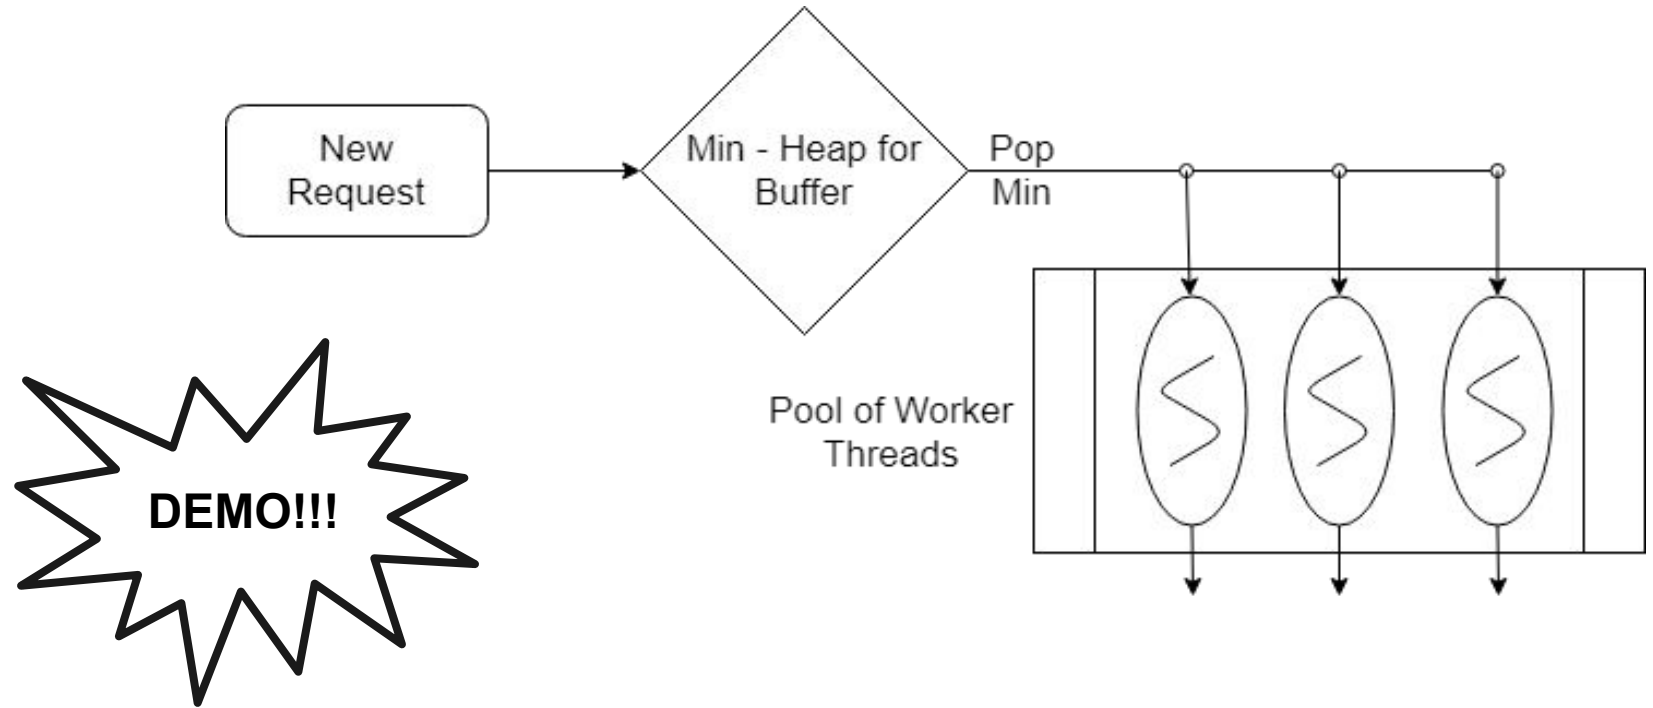 New
Request
Min - Heap for
Buffer
Pop
Min
Pool of Worker
Threads
DEMO!!!